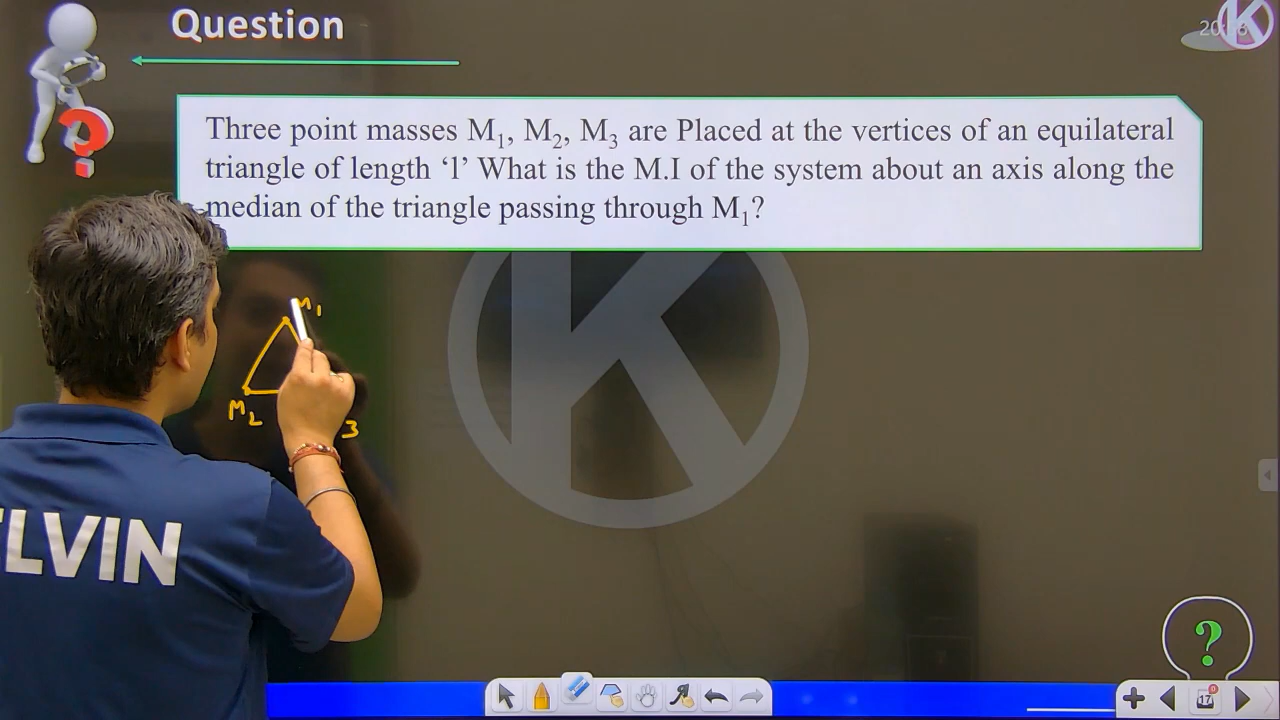 Question
Three point masses M₁, M₂, M₃ are Placed at the vertices of an equilateral
triangle of length ‘l’ What is the M.I of the system about an axis along the
median of the triangle passing through M₁?
M₁
M₂
3
ELVIN
K
K
17